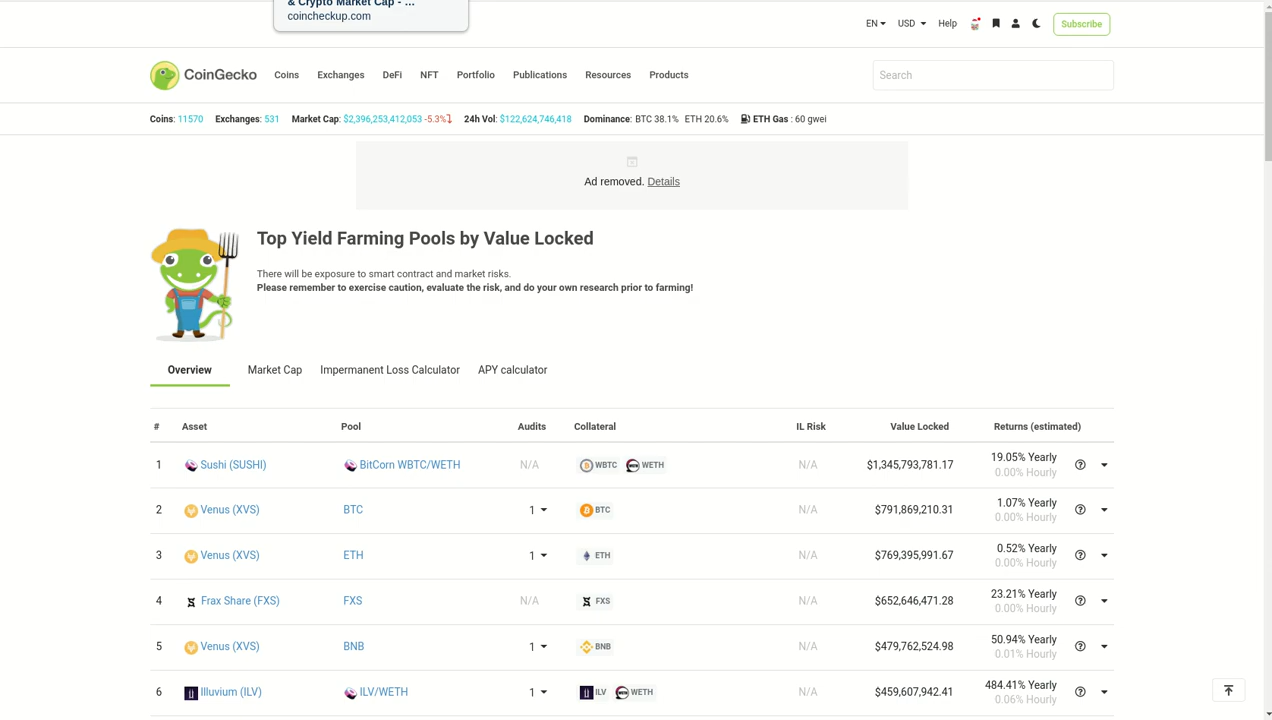 & Crypto Market Cap - ...
coincheckup.com
EN USD Help Subscribe
CoinGecko Coins Exchanges DeFi NFT Portfolio Publications Resources Products Search
Coins: 11570 Exchanges: 531 Market Cap: $2,396,253,412,053 -5.3% 24h Vol: $122,624,746,418 Dominance: BTC 38.1% ETH 20.6% ETH Gas : 60 gwei
Ad removed. Details
Top Yield Farming Pools by Value Locked
There will be exposure to smart contract and market risks.
Please remember to exercise caution, evaluate the risk, and do your own research prior to farming!
Overview Market Cap Impermanent Loss Calculator APY calculator
# Asset Pool Audits Collateral IL Risk Value Locked Returns (estimated)
1 Sushi (SUSHI) BitCorn WBTC/WETH N/A WBTC WETH N/A $1,345,793,781.17 19.05% Yearly
0.00% Hourly
2 Venus (XVS) BTC 1 BTC N/A $791,869,210.31 1.07% Yearly
0.00% Hourly
3 Venus (XVS) ETH 1 ETH N/A $769,395,991.67 0.52% Yearly
0.00% Hourly
4 Frax Share (FXS) FXS N/A FXS N/A $652,646,471.28 23.21% Yearly
0.00% Hourly
5 Venus (XVS) BNB 1 BNB N/A $479,762,524.98 50.94% Yearly
0.01% Hourly
6 Illuvium (ILV) ILV/WETH 1 ILV WETH N/A $459,607,942.41 484.41% Yearly
0.06% Hourly